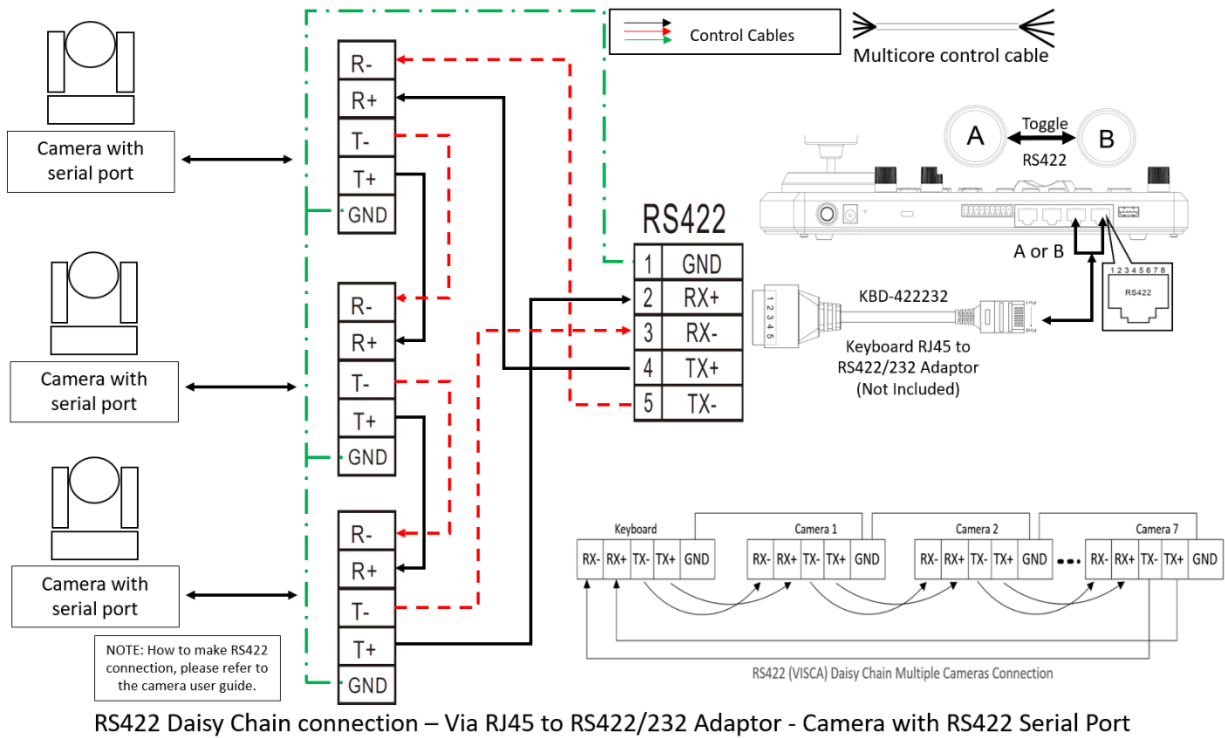 Control Cables
Multicore control cable
Camera with
serial port
R-
R+
T-
T+
GND
Camera with
serial port
R-
R+
T-
T+
GND
Camera with
serial port
R-
R+
T-
T+
GND
NOTE: How to make RS422
connection, please refer to
the camera user guide.
A
Toggle
B
RS422
A or B
1 2 3 4 5 6 7 8
RS422
RS422
1 GND
2 RX+
3 RX-
4 TX+
5 TX-
1 2 3 4 5
KBD-422232
Keyboard RJ45 to
RS422/232 Adaptor
(Not Included)
Keyboard
RX- RX+ TX- TX+ GND
Camera 1
RX- RX+ TX- TX+ GND
Camera 2
RX- RX+ TX- TX+ GND
Camera 7
RX- RX+ TX- TX+ GND
RS422 (VISCA) Daisy Chain Multiple Cameras Connection
RS422 Daisy Chain connection – Via RJ45 to RS422/232 Adaptor - Camera with RS422 Serial Port